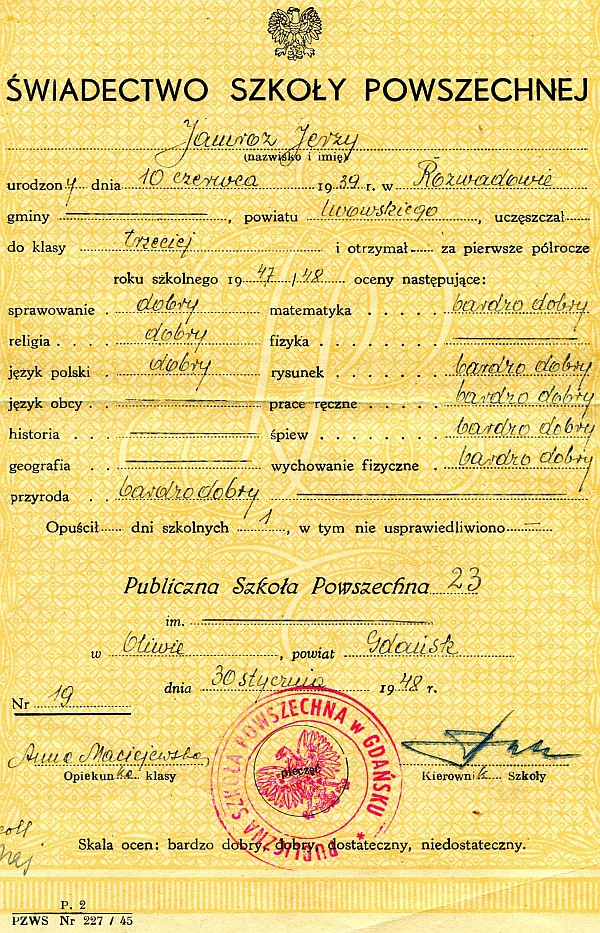 ŚWIADECTWO SZKOŁY POWSZECHNEJ
Jamroz Jerzy
(nazwisko i imię)
urodzony dnia 10 czerwca 1939 r. w Rozwadowie
gminy ———, powiatu lwowskiego, uczęszczał
do klasy trzeciej i otrzymał za pierwsze półrocze
roku szkolnego 1947/48 oceny następujące:
sprawowanie . dobry matematyka . . . . . bardzo dobry
religia . . . dobry fizyka . . . . . . . ———
język polski . dobry rysunek . . . . . . bardzo dobry
język obcy . . ——— prace ręczne . . . . . bardzo dobry
historia . . ——— śpiew . . . . . . . bardzo dobry
geografia . . ——— wychowanie fizyczne . bardzo dobry
przyroda . . bardzo dobry ———
Opuścił dni szkolnych 1, w tym nie usprawiedliwiono —
Publiczna Szkoła Powszechna 23
im. ———
w Oliwie, powiat Gdańsk
dnia 30 stycznia 1948 r.
Nr 19
PUBLICZNA SZKOŁA POWSZECHNA w GDAŃSKU *
pieczęć
Anna Maciejewska
Opiekunka klasy
Kierownik Szkoły
Skala ocen: bardzo dobry, dobry, dostateczny, niedostateczny.
P. 2
PZWS Nr 227 / 45